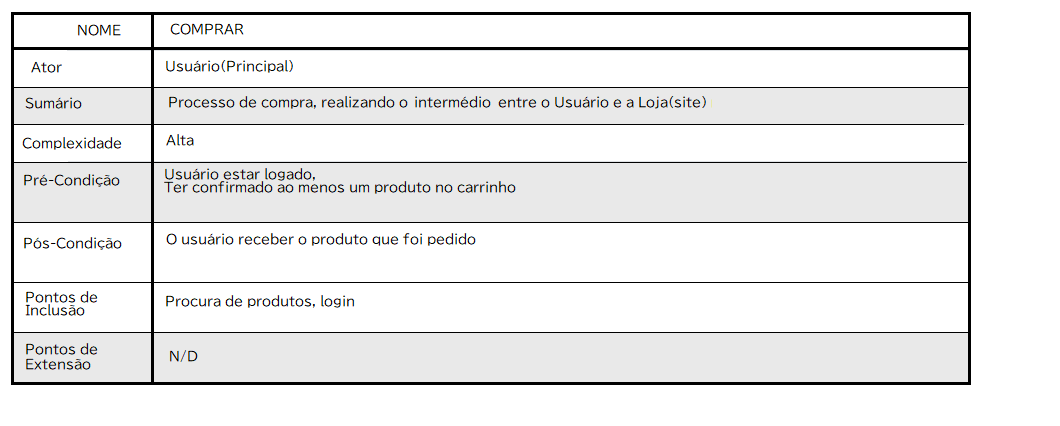 NOME COMPRAR
Ator Usuário(Principal)
Sumário Processo de compra, realizando o intermédio entre o Usuário e a Loja(site)
Complexidade Alta
Pré-Condição Usuário estar logado,
Ter confirmado ao menos um produto no carrinho
Pós-Condição O usuário receber o produto que foi pedido
Pontos de
Inclusão
Procura de produtos, login
Pontos de
Extensão
N/D